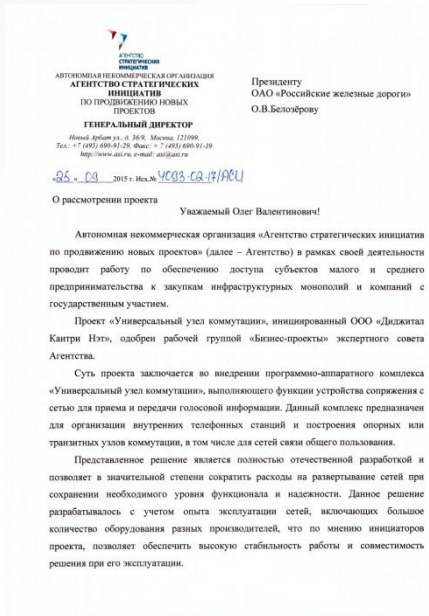 АГЕНТСТВО
СТРАТЕГИЧЕСКИХ
ИНИЦИАТИВ
АВТОНОМНАЯ НЕКОММЕРЧЕСКАЯ ОРГАНИЗАЦИЯ
АГЕНТСТВО СТРАТЕГИЧЕСКИХ
ИНИЦИАТИВ
ПО ПРОДВИЖЕНИЮ НОВЫХ
ПРОЕКТОВ
ГЕНЕРАЛЬНЫЙ ДИРЕКТОР
Новый Арбат ул., д. 36/9, Москва, 121099,
Тел.: +7 (495) 690-91-29, Факс: + 7 (495) 690-91-39
http://www.asi.ru, e-mail: asi@asi.ru
Президенту
ОАО «Российские железные дороги»
О.В.Белозёрову
«25» 09 2015 г. Исх.№ 4093-02-17/АСИ
О рассмотрении проекта
Уважаемый Олег Валентинович!
Автономная некоммерческая организация «Агентство стратегических инициатив
по продвижению новых проектов» (далее – Агентство) в рамках своей деятельности
проводит работу по обеспечению доступа субъектов малого и среднего
предпринимательства к закупкам инфраструктурных монополий и компаний с
государственным участием.
Проект «Универсальный узел коммутации», инициированный ООО «Диджитал
Кантри Нэт», одобрен рабочей группой «Бизнес-проекты» экспертного совета
Агентства.
Суть проекта заключается во внедрении программно-аппаратного комплекса
«Универсальный узел коммутации», выполняющего функции устройства сопряжения с
сетью для приема и передачи голосовой информации. Данный комплекс предназначен
для организации внутренних телефонных станций и построения опорных или
транзитных узлов коммутации, в том числе для сетей связи общего пользования.
Представленное решение является полностью отечественной разработкой и
позволяет в значительной степени сократить расходы на развертывание сетей при
сохранении необходимого уровня функционала и надежности. Данное решение
разрабатывалось с учетом опыта эксплуатации сетей, включающих большое
количество оборудования разных производителей, что по мнению инициаторов
проекта, позволяет обеспечить высокую стабильность работы и совместимость
решения при его эксплуатации.